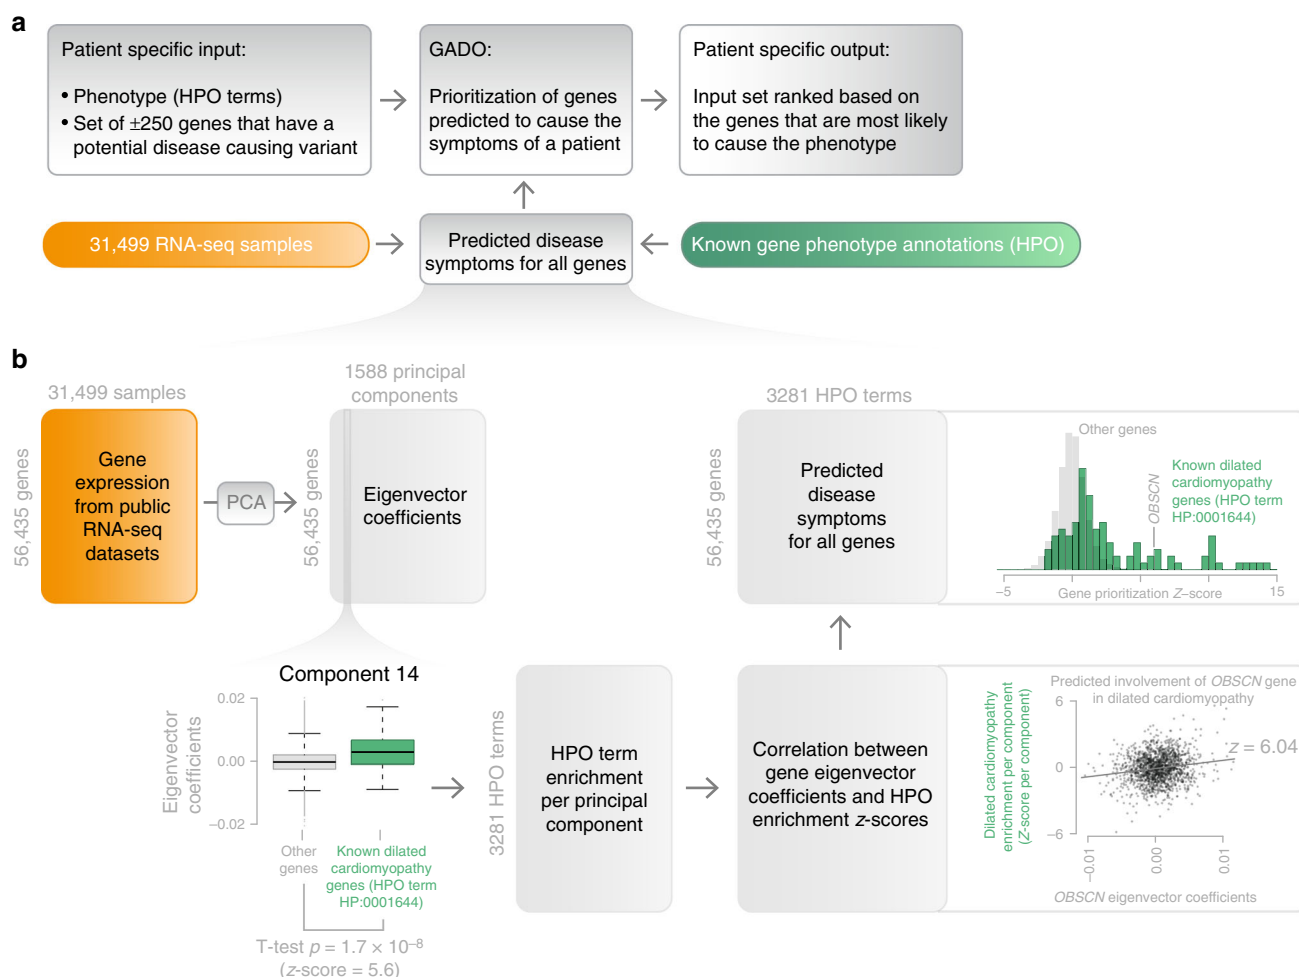 a
Patient specific input:
• Phenotype (HPO terms)
• Set of ±250 genes that have a
potential disease causing variant
GADO:
Prioritization of genes
predicted to cause the
symptoms of a patient
Patient specific output:
Input set ranked based on
the genes that are most likely
to cause the phenotype
31,499 RNA-seq samples
Predicted disease
symptoms for all genes
Known gene phenotype annotations (HPO)
b
31,499 samples
56,435 genes
Gene
expression
from public
RNA-seq
datasets
PCA
1588 principal
components
56,435 genes
Eigenvector
coefficients
3281 HPO terms
56,435 genes
Predicted
disease
symptoms
for all genes
Other genes
OBSCN
Known dilated
cardiomyopathy
genes (HPO term
HP:0001644)
–5
15
Gene prioritization Z–score
Component 14
Eigenvector
coefficients
0.02
0.00
–0.02
Other
genes
Known dilated
cardiomyopathy
genes (HPO term
HP:0001644)
T-test p = 1.7 × 10–8
(z-score = 5.6)
3281 HPO terms
HPO term
enrichment
per principal
component
Correlation between
gene eigenvector
coefficients and HPO
enrichment z-scores
Dilated cardiomyopathy
enrichment per component
(Z-score per component)
Predicted involvement of OBSCN gene
in dilated cardiomyopathy
6
0
–6
z = 6.04
–0.01
0.00
0.01
OBSCN eigenvector coefficients